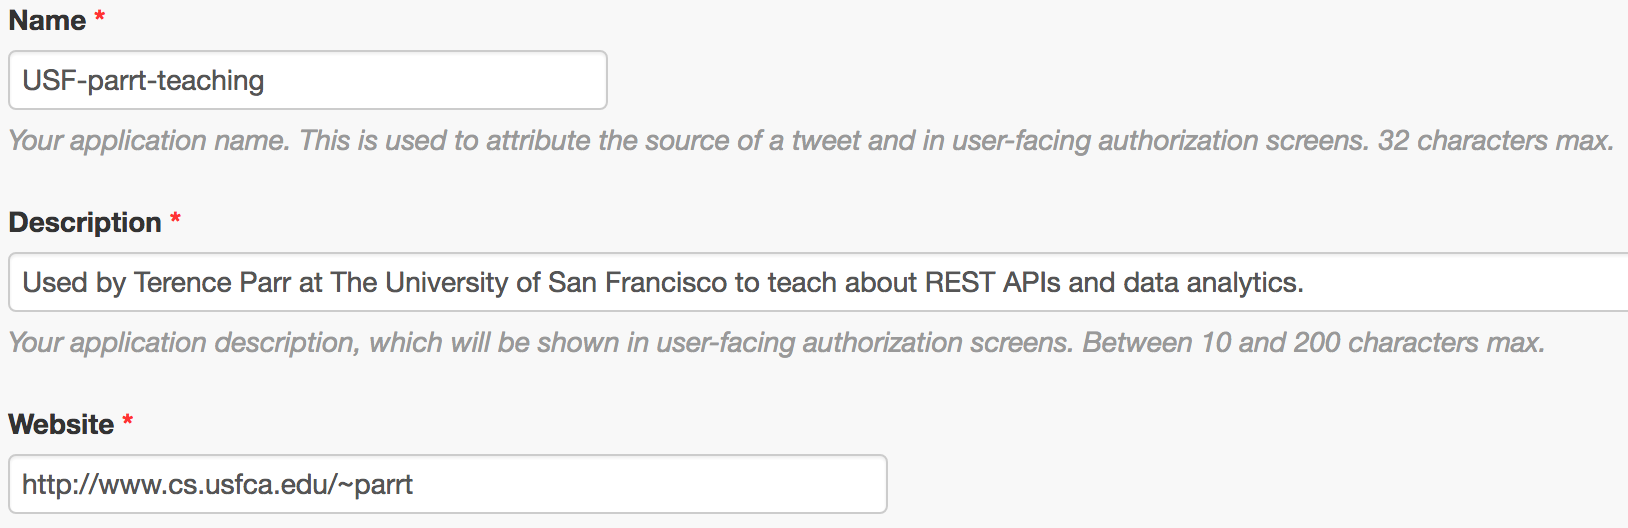 Name *
USF-parrt-teaching
Your application name. This is used to attribute the source of a tweet and in user-facing authorization screens. 32 characters max.
Description *
Used by Terence Parr at The University of San Francisco to teach about REST APIs and data analytics.
Your application description, which will be shown in user-facing authorization screens. Between 10 and 200 characters max.
Website *
http://www.cs.usfca.edu/~parrt